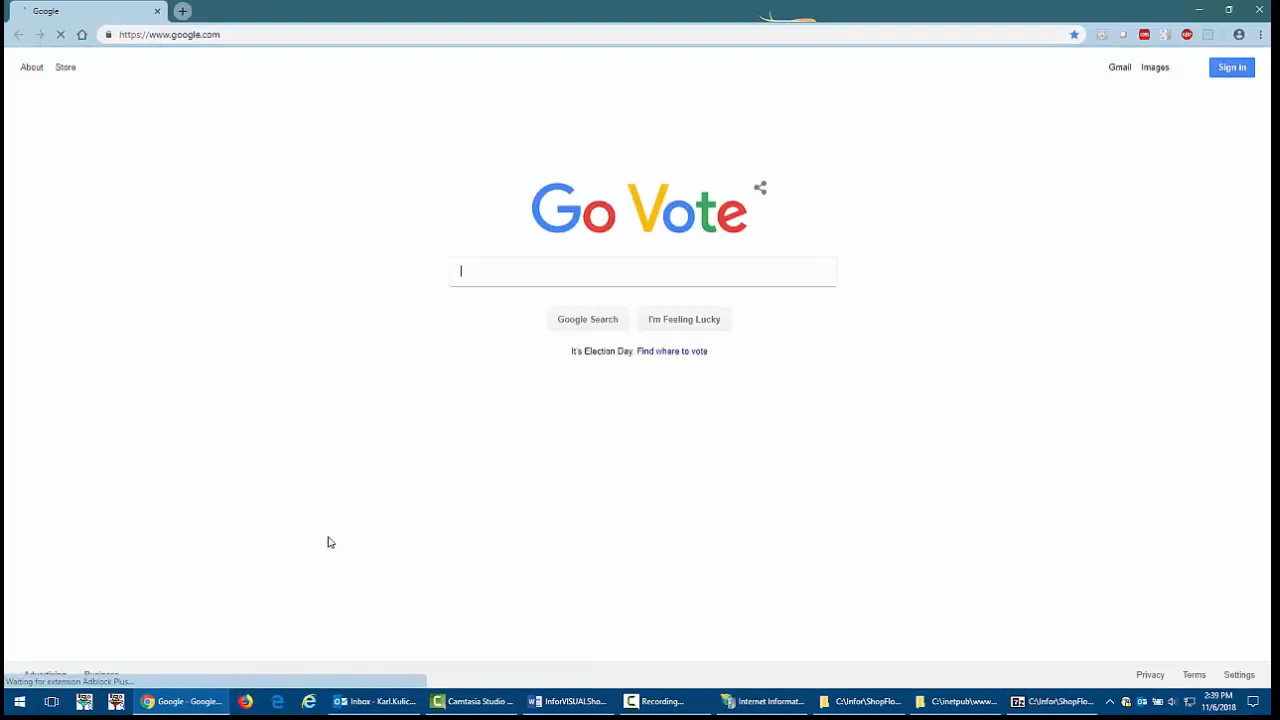 Google
https://www.google.com
About Store
Gmail Images Sign in
Go Vote
Google Search I'm Feeling Lucky
It's Election Day. Find where to vote
Advertising Business
Privacy Terms Settings
Waiting for extension Adblock Plus...
Google - Google... Inbox - Karl.Kulic... Camtasia Studio ... InforVISUALSho... Recording... Internet Informat... C:\Infor\ShopFlo... C:\inetpub\www... C:\Infor\ShopFlo...
2:39 PM
11/6/2018